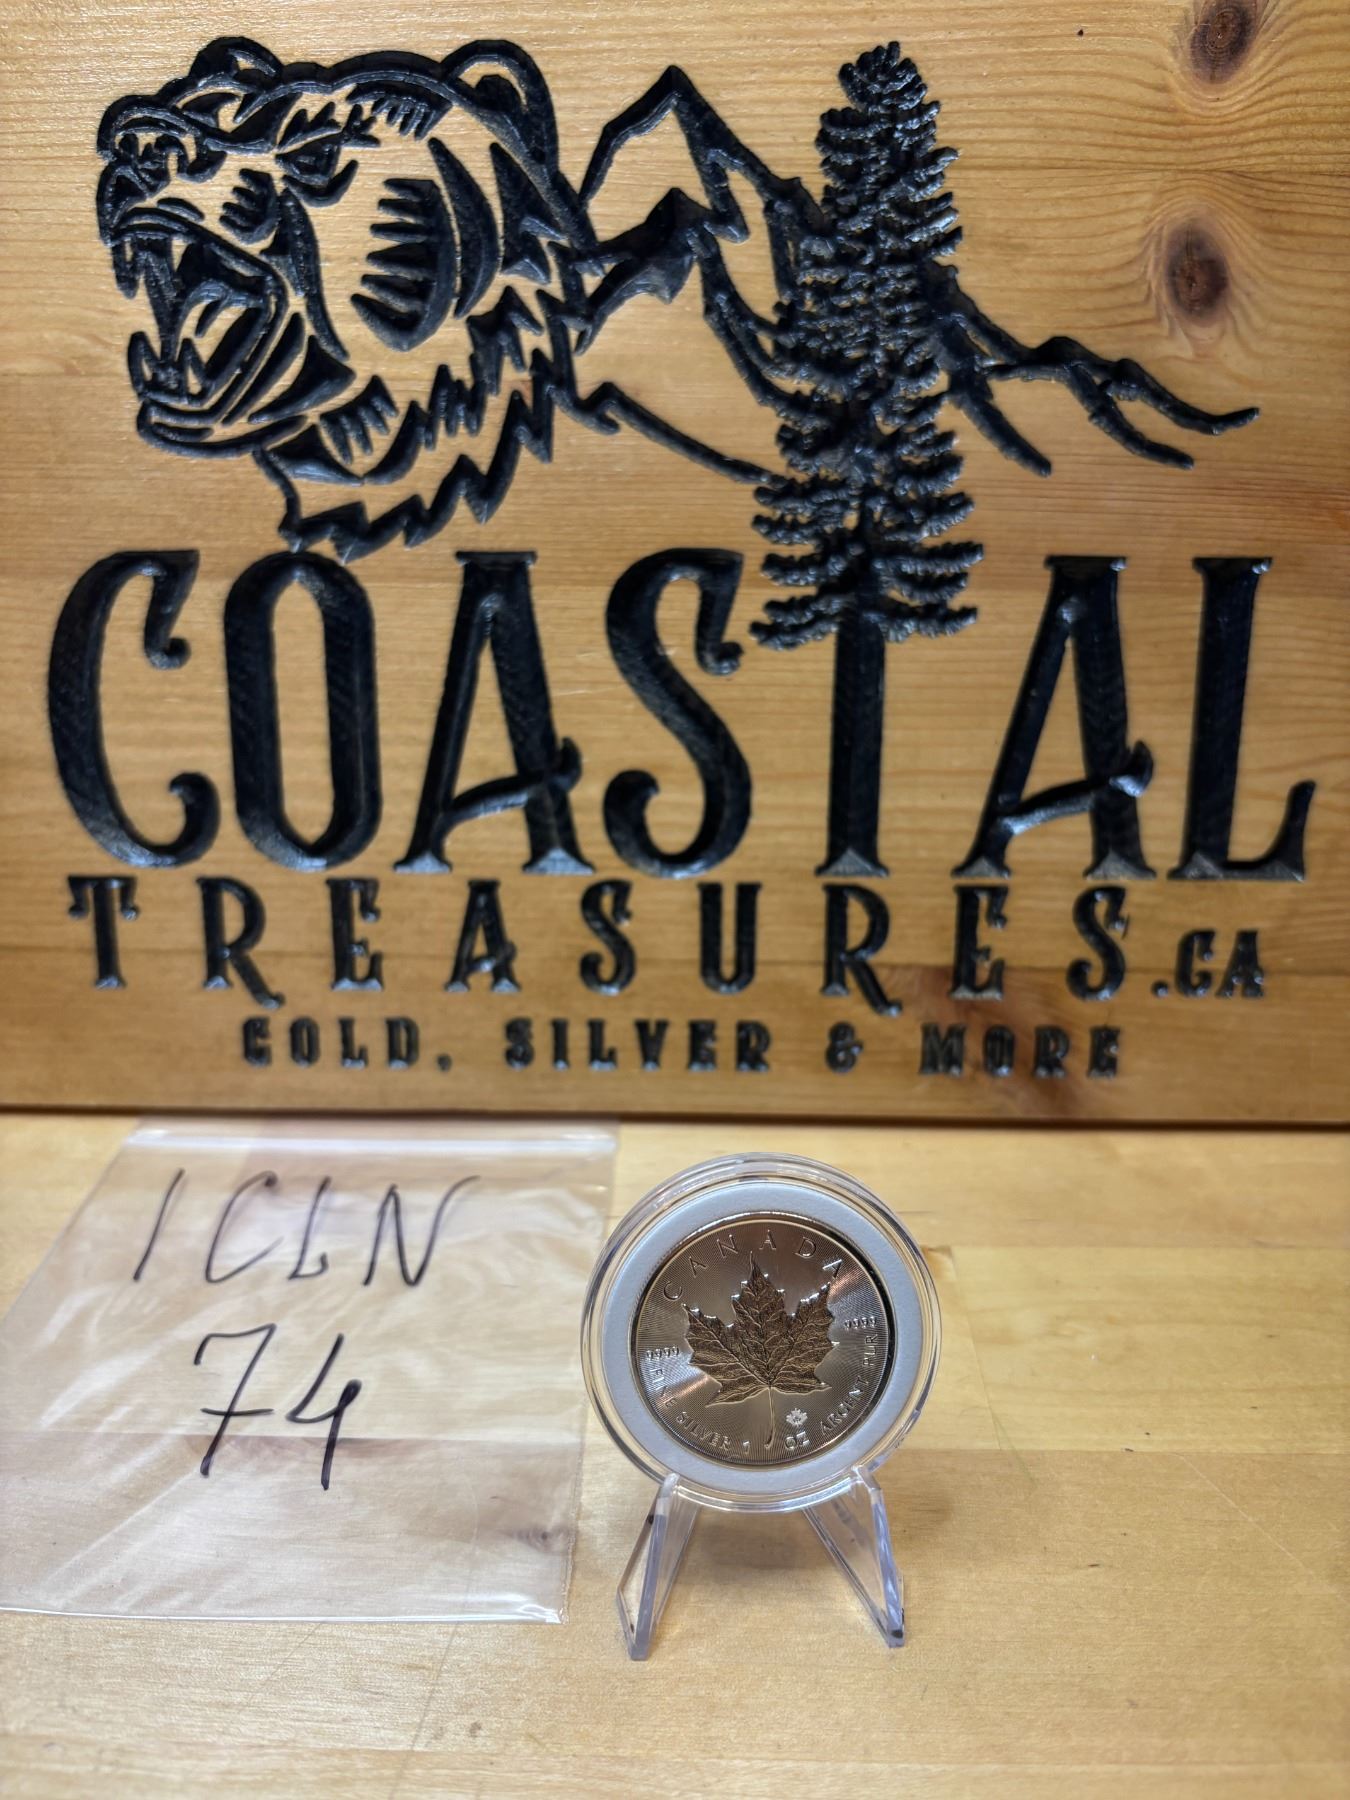 COASTAL
TREASURES.CA
GOLD, SILVER & MORE
ICLN
74
CANADA
9999
9999
FINE SILVER 1 OZ ARGENT PUR